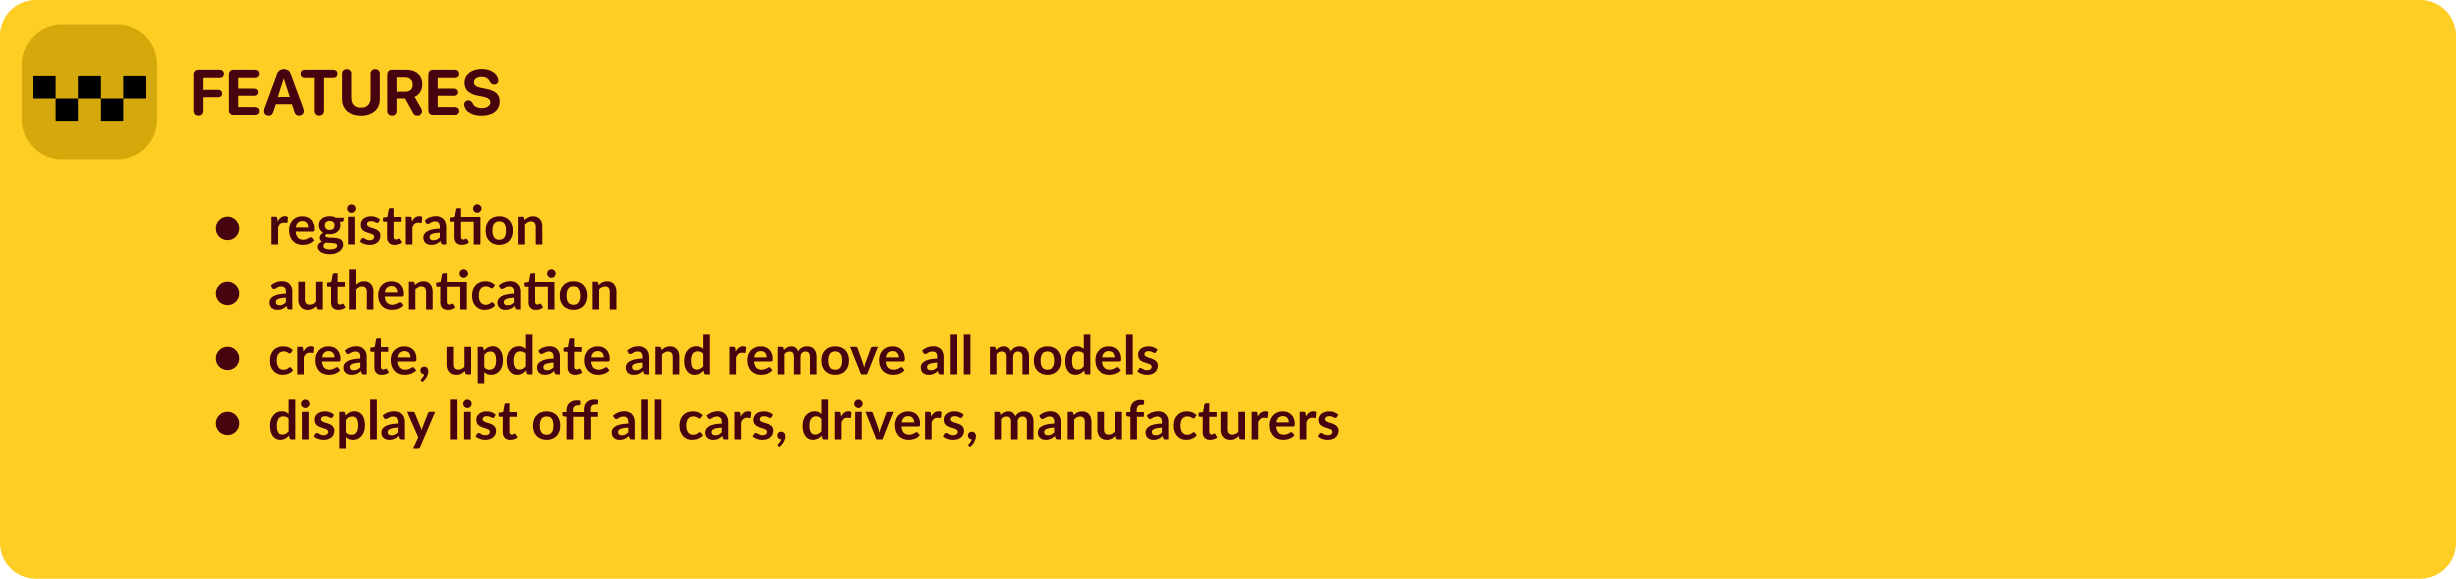 FEATURES
● registration
● authentication
● create, update and remove all models
● display list off all cars, drivers, manufacturers